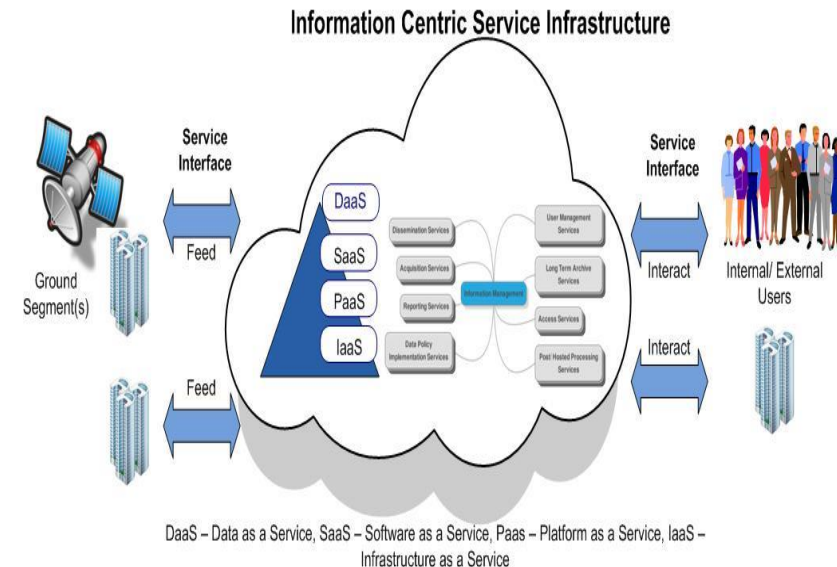 Information Centric Service Infrastructure
Service
Interface
Feed
Ground
Segment(s)
Feed
DaaS
SaaS
PaaS
IaaS
Dissemination Services
Acquisition Services
Reporting Services
Data Policy
Implementation Services
Information Management
User Management
Services
Long Term Archive
Services
Access Services
Post/ Hosted Processing
Services
Service
Interface
Interact
Internal/ External
Users
Interact
DaaS – Data as a Service, SaaS – Software as a Service, Paas – Platform as a Service, IaaS –
Infrastructure as a Service